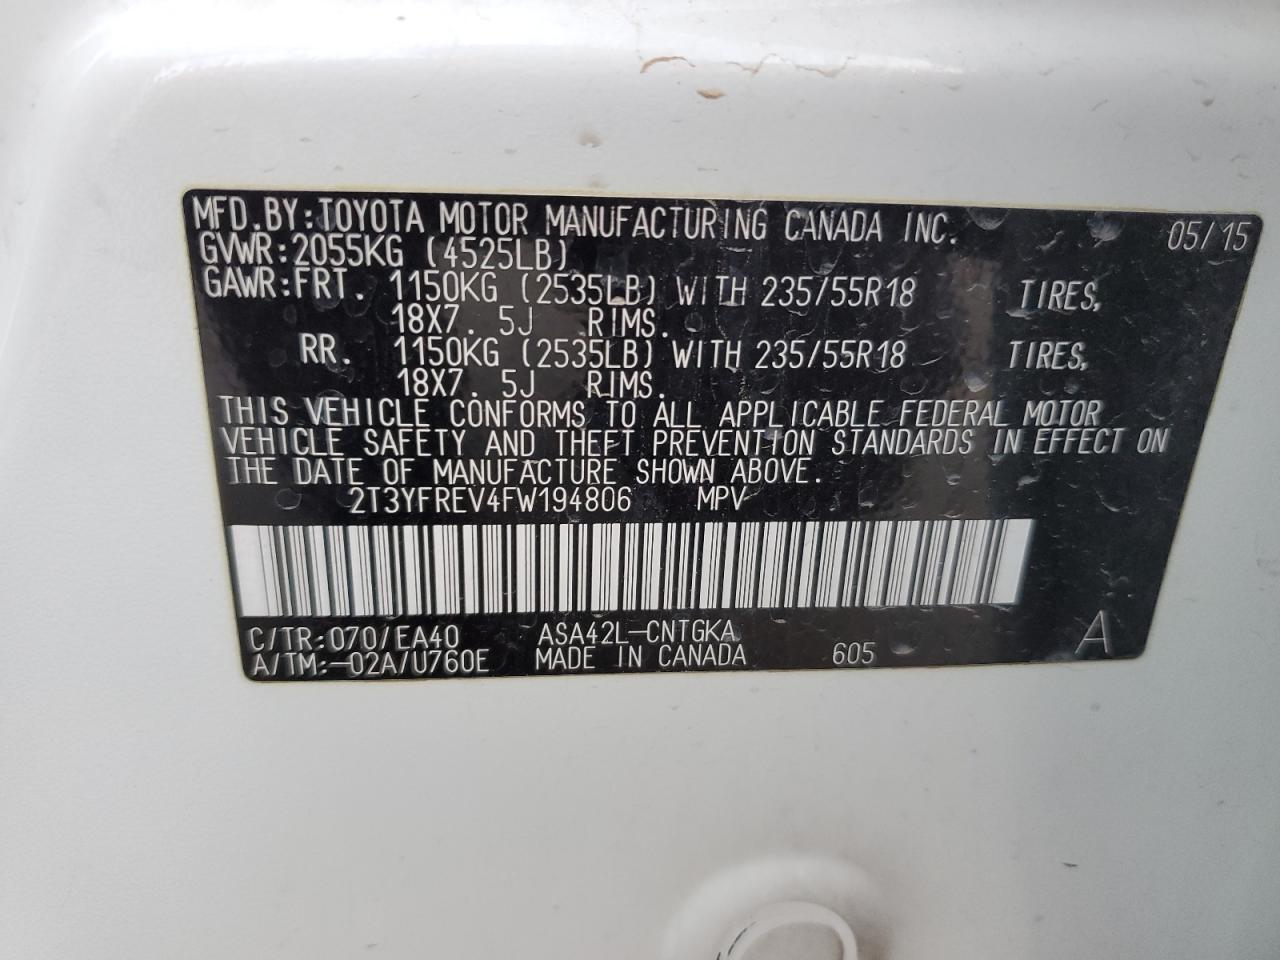 MFD.BY:TOYOTA MOTOR MANUFACTURING CANADA INC. 05/15
GVWR:2055KG (4525LB)
GAWR:FRT. 1150KG (2535LB) WITH 235/55R18 TIRES,
18X7. 5J RIMS.
RR. 1150KG (2535LB) WITH 235/55R18 TIRES,
18X7. 5J RIMS.
THIS VEHICLE CONFORMS TO ALL APPLICABLE FEDERAL MOTOR
VEHICLE SAFETY AND THEFT PREVENTION STANDARDS IN EFFECT ON
THE DATE OF MANUFACTURE SHOWN ABOVE.
2T3YFREV4FW194806 MPV
C/TR:070/EA40 ASA42L-CNTGKA
A/TM:-02A/U760E MADE IN CANADA 605 A